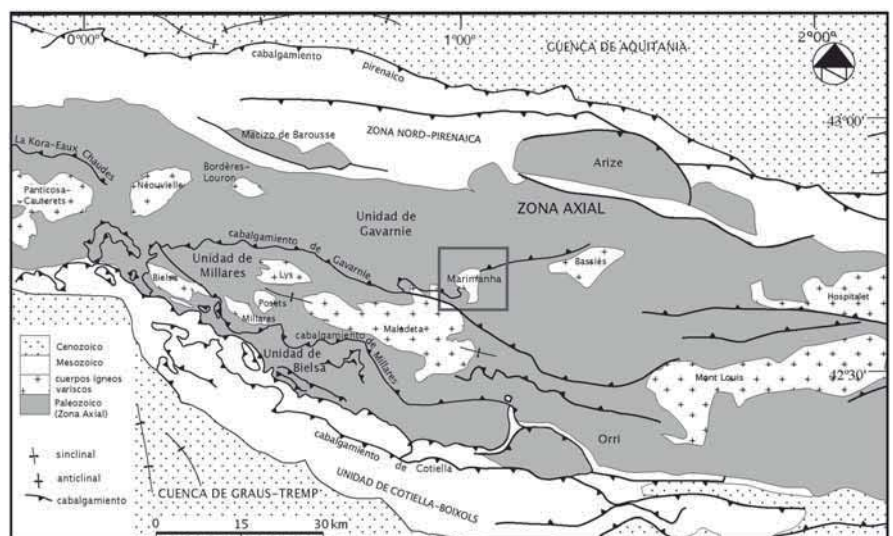 0°00'
1°00'
2°00'
CUENCA DE AQUITANIA
cabalgamiento
pirenaico
43°00'
La Kora-Eaux Chaudes
Macizo de Barousse
ZONA NORD-PIRENAICA
Arize
Bordères-
Louron
Néouvielle
Panticosa-
Cauterets
ZONA AXIAL
Unidad de
Gavarnie
cabalgamiento de Gavarnie
Unidad de
Millares
Marimanha
Bassiès
Lys
Bielsa
Hospitalet
Posets
Millares
Maladeta
cabalgamiento de Millares
Unidad de
Bielsa
42°30'
Mont Louis
Cenozoico
Mesozoico
cuerpos ígneos
variscos
Paleozoico
(Zona Axial)
Orri
sinclinal
anticlinal
cabalgamiento
cabalgamiento de Cotiella
UNIDAD DE COTIELLA-BOIXOLS
CUENCA DE GRAUS-TREMP
0 15 30 km